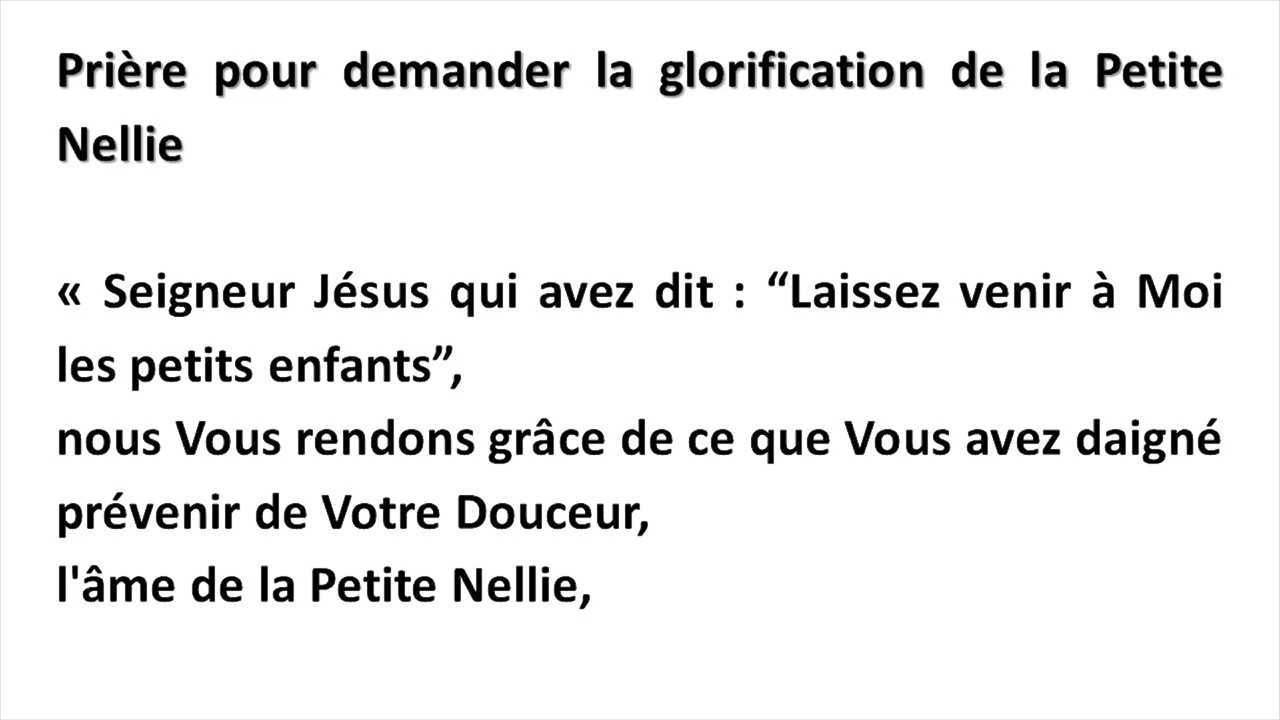 Prière pour demander la glorification de la Petite
Nellie
« Seigneur Jésus qui avez dit : “Laissez venir à Moi
les petits enfants”,
nous Vous rendons grâce de ce que Vous avez daigné
prévenir de Votre Douceur,
l'âme de la Petite Nellie,